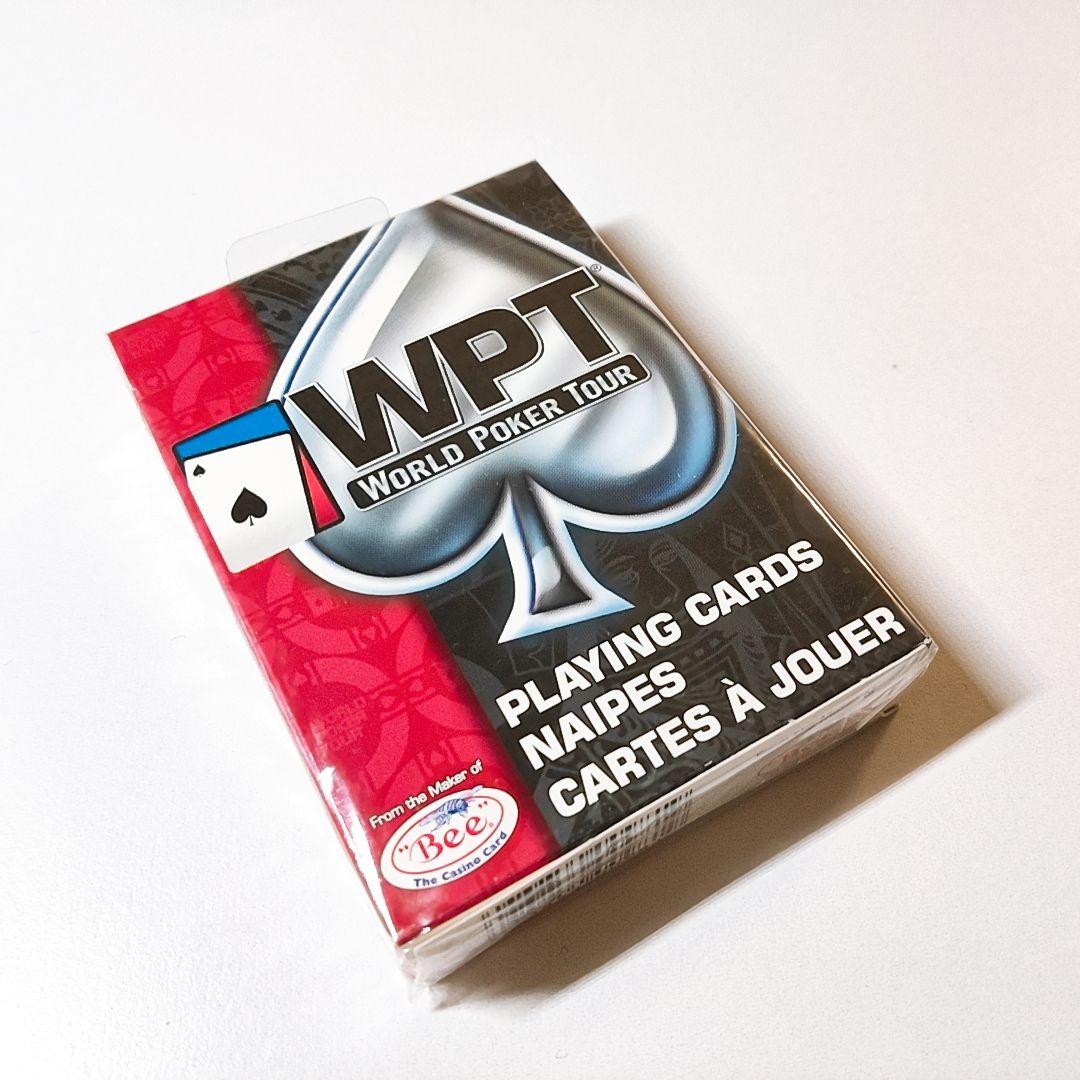 WPT®
WORLD POKER TOUR
PLAYING CARDS
NAIPES
CARTES À JOUER
From the Maker of
"Bee"®
The Casino Card